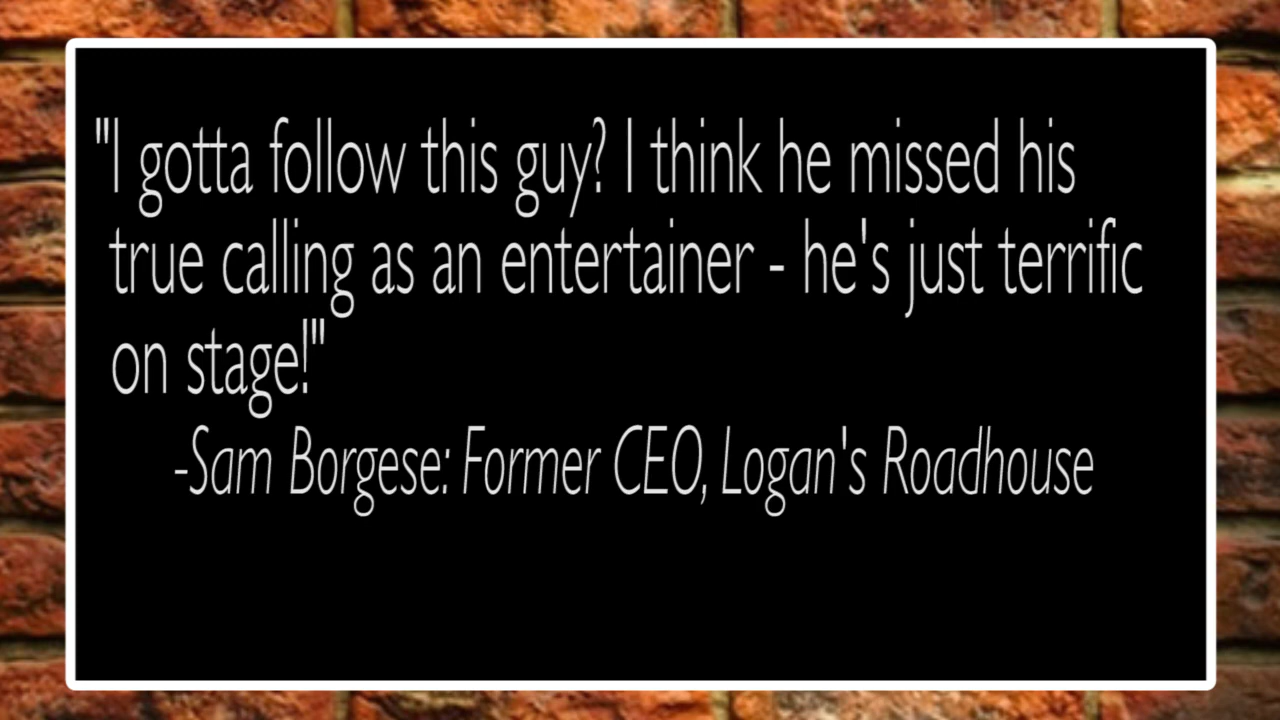 "I gotta follow this guy? I think he missed his
true calling as an entertainer - he's just terrific
on stage!"
-Sam Borgese: Former CEO, Logan's Roadhouse